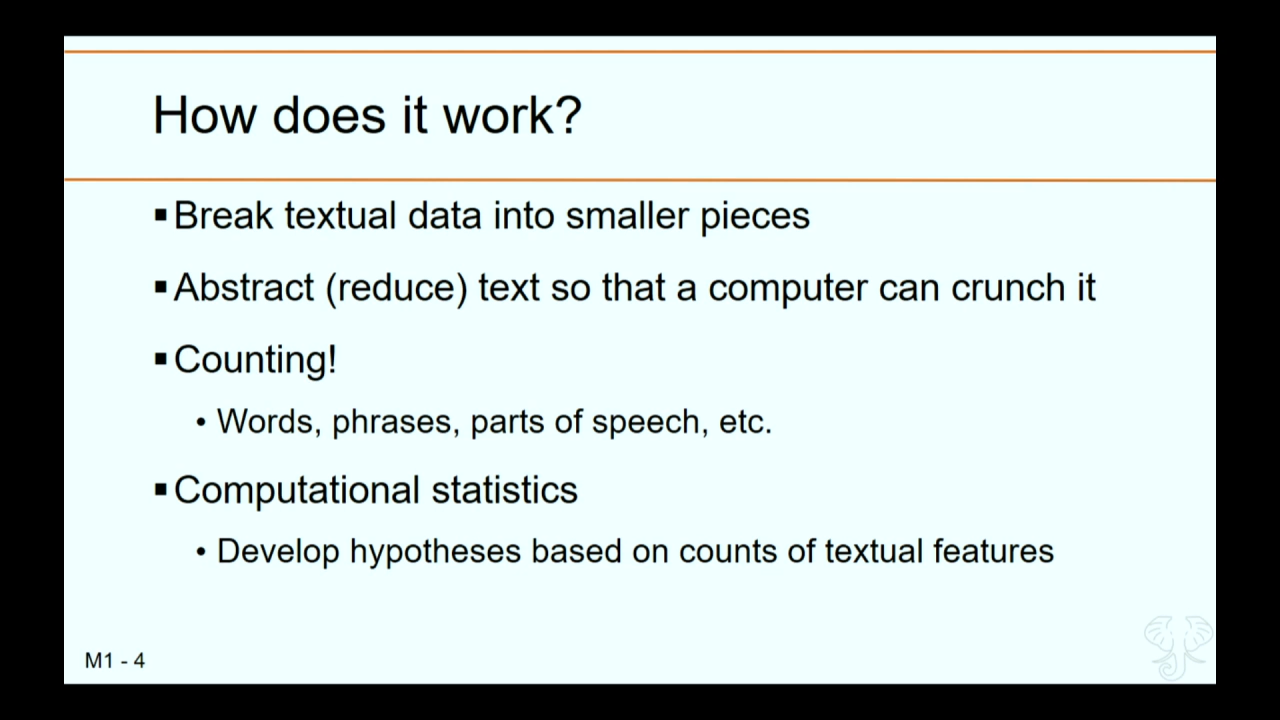 How does it work?
▪ Break textual data into smaller pieces
▪ Abstract (reduce) text so that a computer can crunch it
▪ Counting!
• Words, phrases, parts of speech, etc.
▪ Computational statistics
• Develop hypotheses based on counts of textual features
M1 - 4